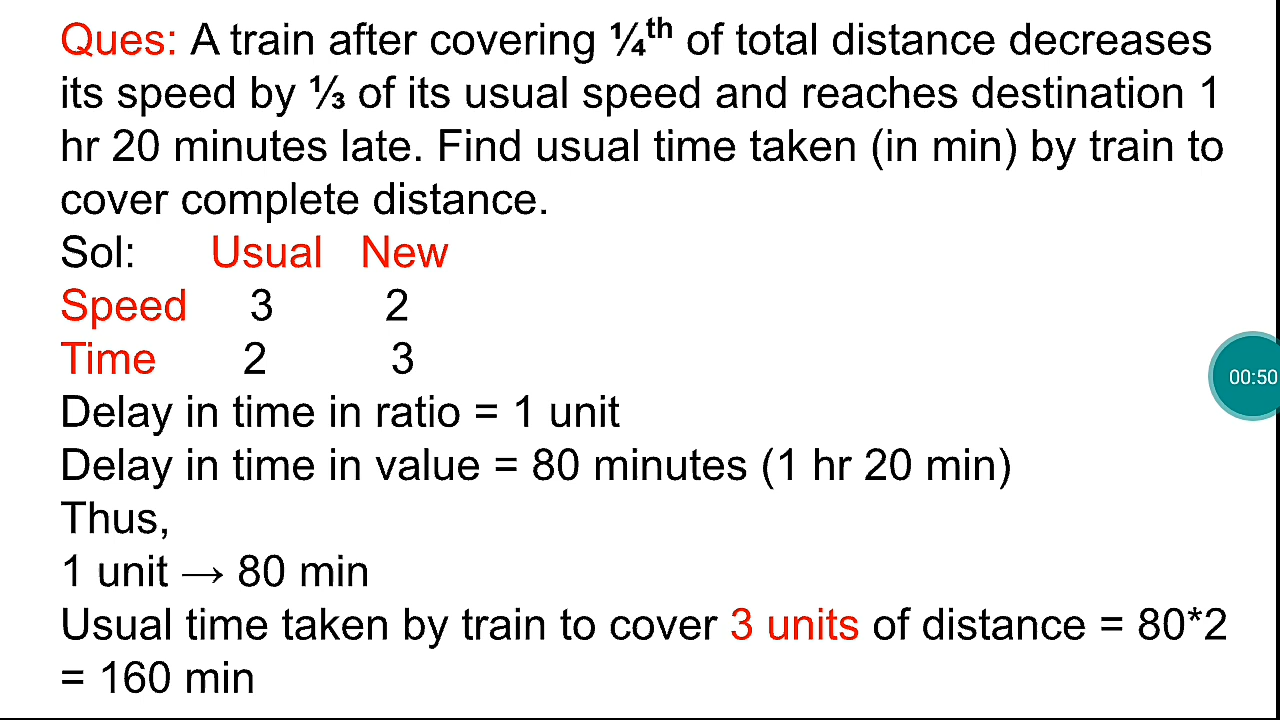 Ques: A train after covering ¼th of total distance decreases
its speed by ⅓ of its usual speed and reaches destination 1
hr 20 minutes late. Find usual time taken (in min) by train to
cover complete distance.
Sol: Usual New
Speed 3 2
Time 2 3
00:50
Delay in time in ratio = 1 unit
Delay in time in value = 80 minutes (1 hr 20 min)
Thus,
1 unit → 80 min
Usual time taken by train to cover 3 units of distance = 80*2
= 160 min